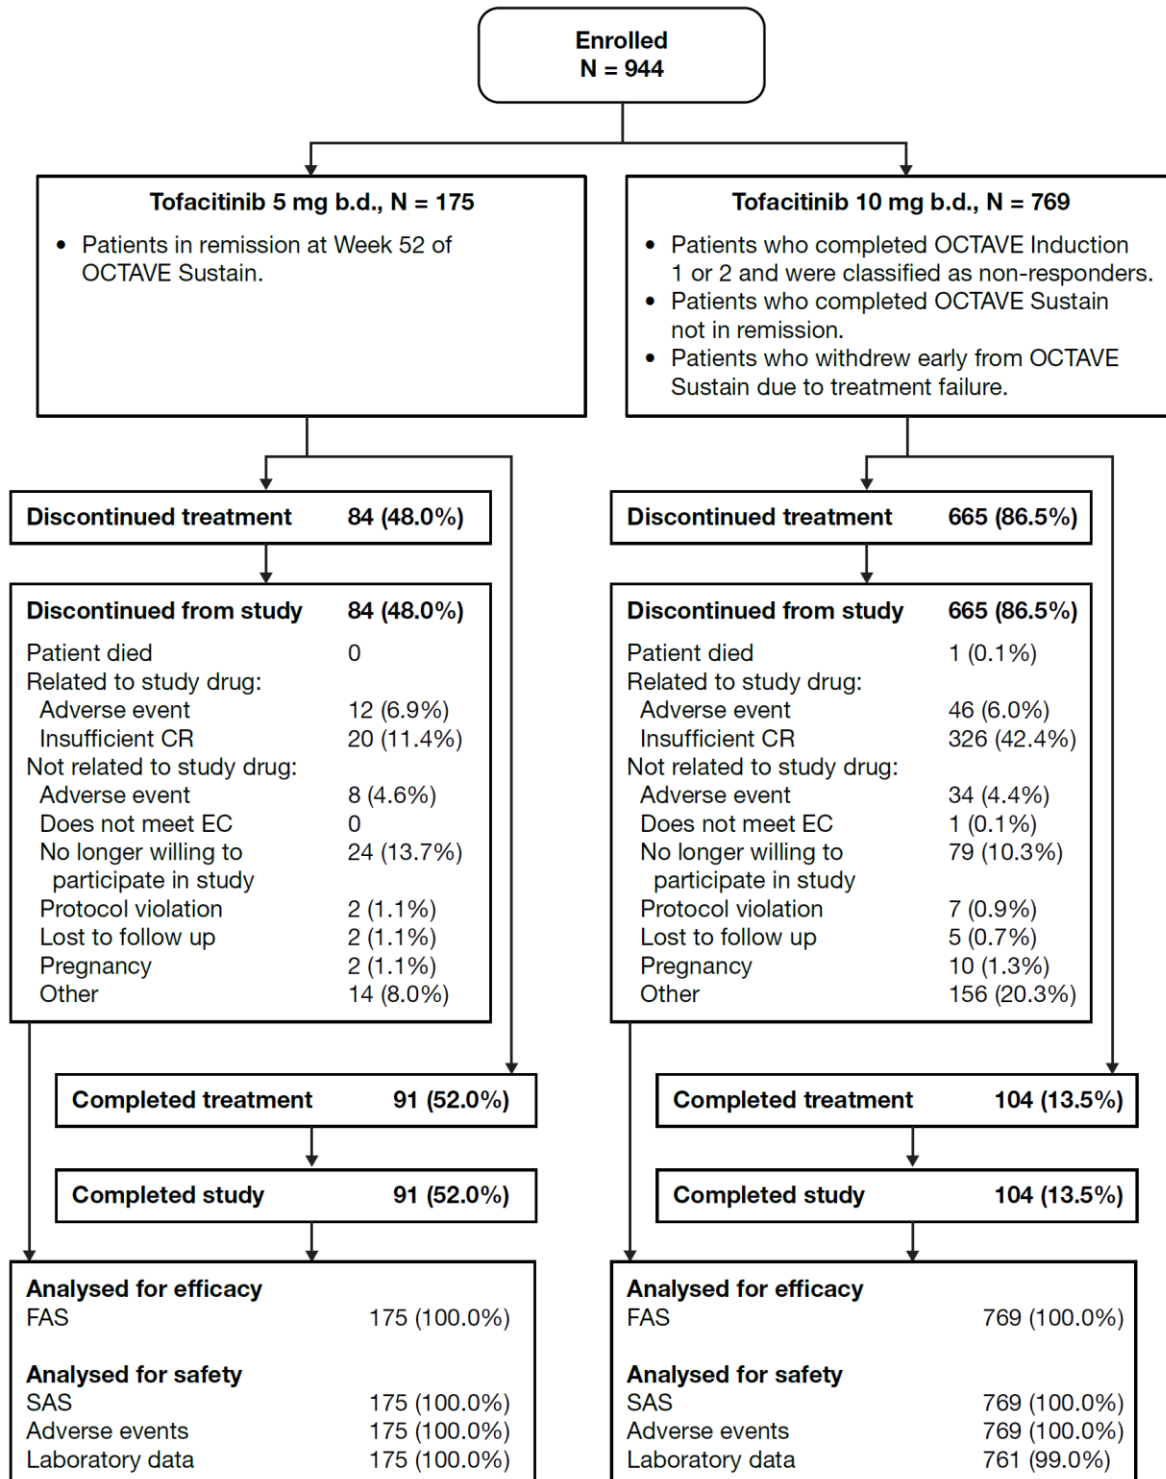 Enrolled
N = 944
Tofacitinib 5 mg b.d., N = 175
• Patients in remission at Week 52 of
OCTAVE Sustain.
Tofacitinib 10 mg b.d., N = 769
• Patients who completed OCTAVE Induction
1 or 2 and were classified as non-responders.
• Patients who completed OCTAVE Sustain
not in remission.
• Patients who withdrew early from OCTAVE
Sustain due to treatment failure.
Discontinued treatment 84 (48.0%)
Discontinued from study 84 (48.0%)
Patient died 0
Related to study drug:
Adverse event 12 (6.9%)
Insufficient CR 20 (11.4%)
Not related to study drug:
Adverse event 8 (4.6%)
Does not meet EC 0
No longer willing to 24 (13.7%)
participate in study
Protocol violation 2 (1.1%)
Lost to follow up 2 (1.1%)
Pregnancy 2 (1.1%)
Other 14 (8.0%)
Completed treatment 91 (52.0%)
Completed study 91 (52.0%)
Analysed for efficacy
FAS 175 (100.0%)
Analysed for safety
SAS 175 (100.0%)
Adverse events 175 (100.0%)
Laboratory data 175 (100.0%)
Discontinued treatment 665 (86.5%)
Discontinued from study 665 (86.5%)
Patient died 1 (0.1%)
Related to study drug:
Adverse event 46 (6.0%)
Insufficient CR 326 (42.4%)
Not related to study drug:
Adverse event 34 (4.4%)
Does not meet EC 1 (0.1%)
No longer willing to 79 (10.3%)
participate in study
Protocol violation 7 (0.9%)
Lost to follow up 5 (0.7%)
Pregnancy 10 (1.3%)
Other 156 (20.3%)
Completed treatment 104 (13.5%)
Completed study 104 (13.5%)
Analysed for efficacy
FAS 769 (100.0%)
Analysed for safety
SAS 769 (100.0%)
Adverse events 769 (100.0%)
Laboratory data 761 (99.0%)